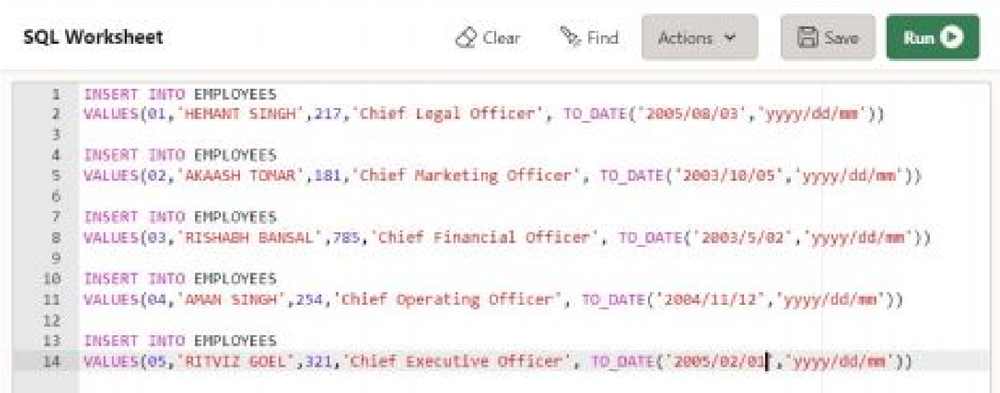 SQL Worksheet Clear Find Actions Save Run
1 INSERT INTO EMPLOYEES
2 VALUES(01,'HEMANT SINGH',217,'Chief Legal Officer', TO_DATE('2005/08/03','yyyy/dd/mm'))
3
4 INSERT INTO EMPLOYEES
5 VALUES(02,'AKAASH TOMAR',181,'Chief Marketing Officer', TO_DATE('2003/10/05','yyyy/dd/mm'))
6
7 INSERT INTO EMPLOYEES
8 VALUES(03,'RISHABH BANSAL',785,'Chief Financial Officer', TO_DATE('2003/5/02','yyyy/dd/mm'))
9
10 INSERT INTO EMPLOYEES
11 VALUES(04,'AMAN SINGH',254,'Chief Operating Officer', TO_DATE('2004/11/12','yyyy/dd/mm'))
12
13 INSERT INTO EMPLOYEES
14 VALUES(05,'RITVIZ GOEL',321,'Chief Executive Officer', TO_DATE('2005/02/01','yyyy/dd/mm'))